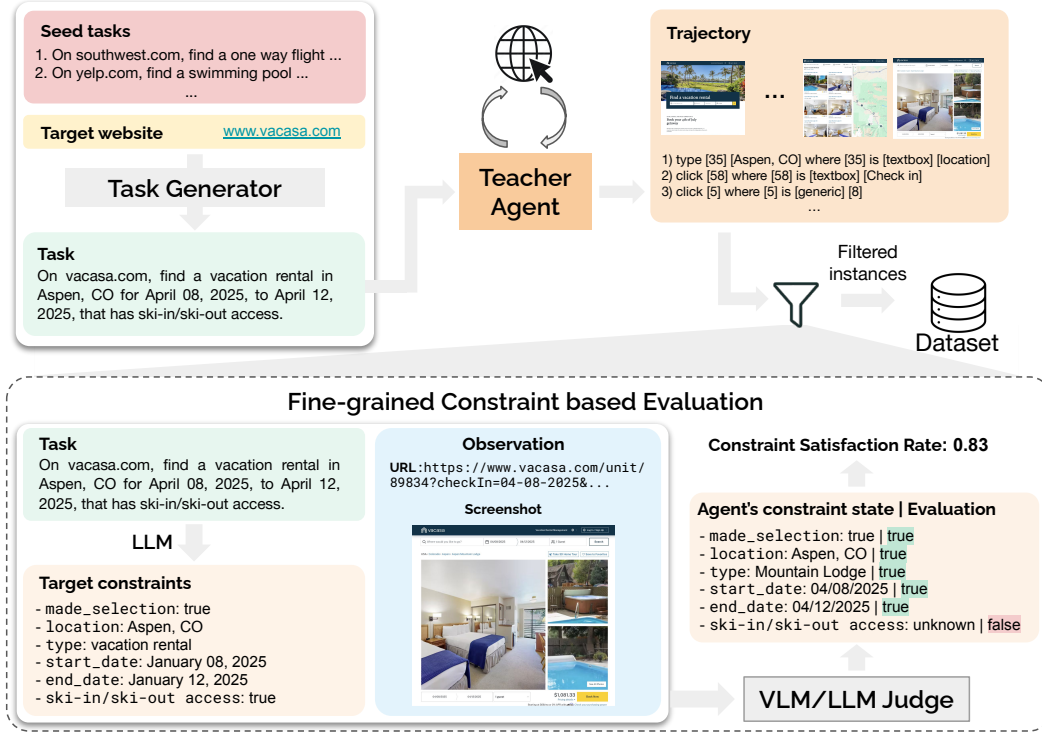 Seed tasks
1. On southwest.com, find a one way flight ...
2. On yelp.com, find a swimming pool ...
...
Target website www.vacasa.com
Task Generator
Task
On vacasa.com, find a vacation rental in
Aspen, CO for April 08, 2025, to April 12,
2025, that has ski-in/ski-out access.
Teacher
Agent
Trajectory
Find a vacation rental
...
1) type [35] [Aspen, CO] where [35] is [textbox] [location]
2) click [58] where [58] is [textbox] [Check in]
3) click [5] where [5] is [generic] [8]
...
Filtered
instances
Dataset
Fine-grained Constraint based Evaluation
Task
On vacasa.com, find a vacation rental in
Aspen, CO for April 08, 2025, to April 12,
2025, that has ski-in/ski-out access.
LLM
Target constraints
- made_selection: true
- location: Aspen, CO
- type: vacation rental
- start_date: January 08, 2025
- end_date: January 12, 2025
- ski-in/ski-out access: true
Observation
URL:https://www.vacasa.com/unit/
89834?checkIn=04-08-2025&...
Screenshot
vacasa
Search
$1,081.33
Book Now
Constraint Satisfaction Rate: 0.83
Agent's constraint state | Evaluation
- made_selection: true | true
- location: Aspen, CO | true
- type: Mountain Lodge | true
- start_date: 04/08/2025 | true
- end_date: 04/12/2025 | true
- ski-in/ski-out access: unknown | false
VLM/LLM Judge